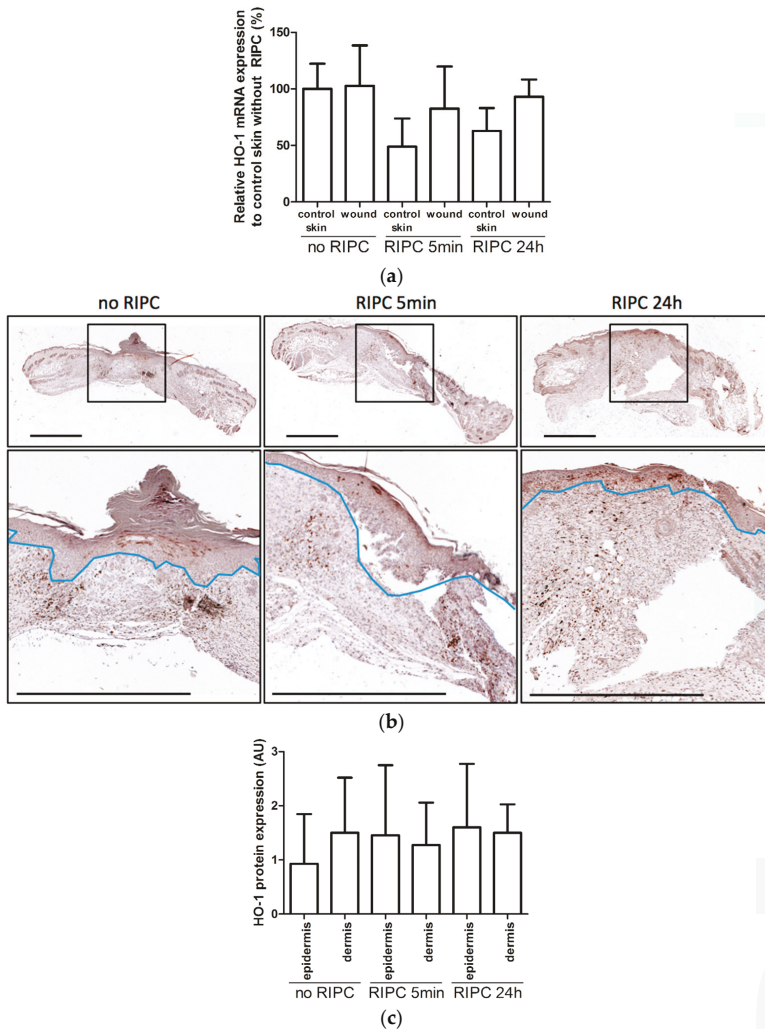 Relative HO-1 mRNA expression
to control skin without RIPC (%)
150
100
50
0
control
skin
wound
control
skin
wound
control
skin
wound
no RIPC
RIPC 5min
RIPC 24h
(a)
no RIPC
RIPC 5min
RIPC 24h
(b)
HO-1 protein expression (AU)
3
2
1
0
epidermis
dermis
epidermis
dermis
epidermis
dermis
no RIPC
RIPC 5min
RIPC 24h
(c)